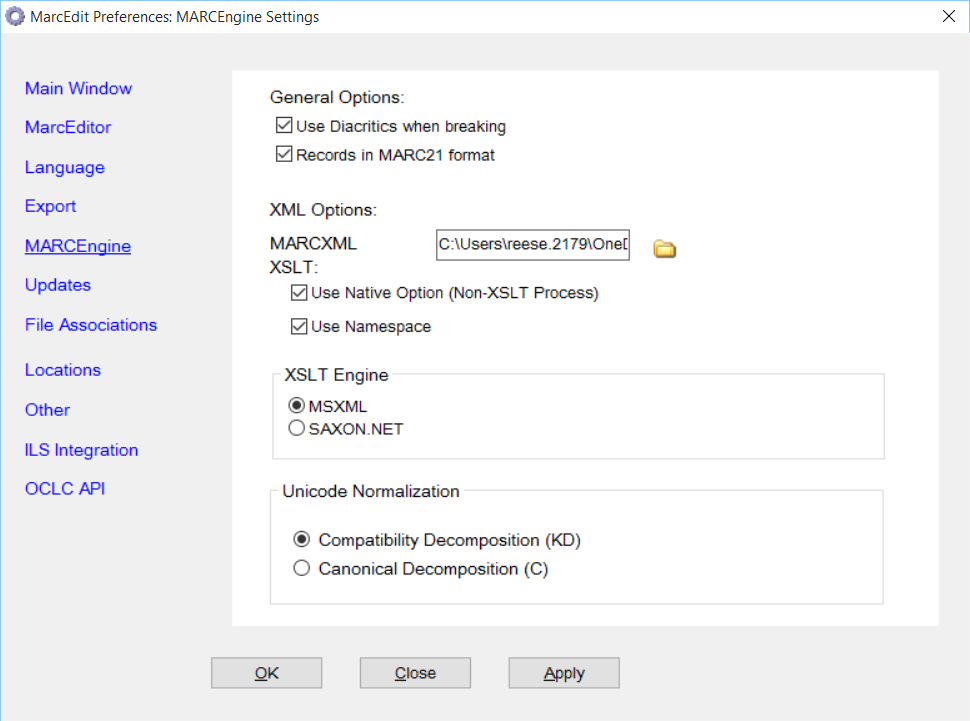 MarcEdit Preferences: MARCEngine Settings
Main Window
MarcEditor
Language
Export
MARCEngine
Updates
File Associations
Locations
Other
ILS Integration
OCLC API
General Options:
Use Diacritics when breaking
Records in MARC21 format
XML Options:
MARCXML
XSLT:
C:\Users\reese.2179\OneD
Use Native Option (Non-XSLT Process)
Use Namespace
XSLT Engine
MSXML
SAXON.NET
Unicode Normalization
Compatibility Decomposition (KD)
Canonical Decomposition (C)
OK
Close
Apply